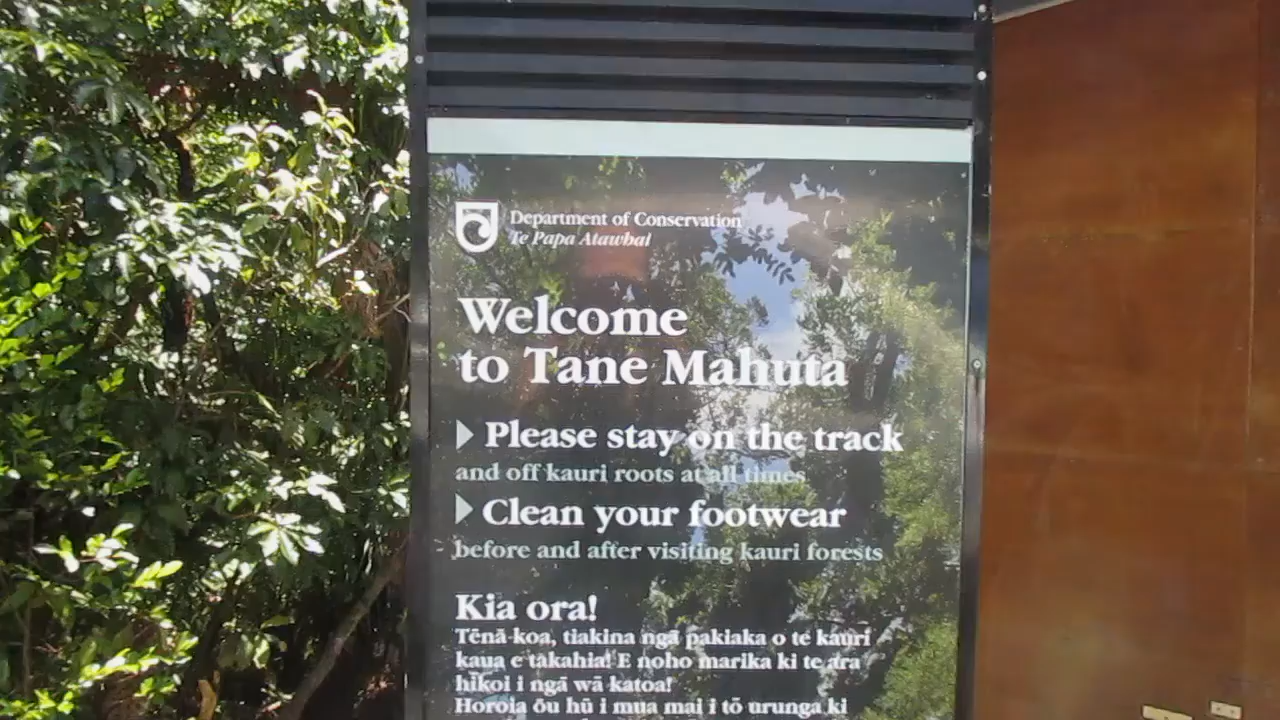 Department of Conservation
Te Papa Atawhai
Welcome
to Tane Mahuta
Please stay on the track
and off kauri roots at all times
Clean your footwear
before and after visiting kauri forests
Kia ora!
Tēnā koa, tiakina ngā pakiaka o te kauri
kaua e takahia! E noho marika ki te ara
hīkoi i ngā wā katoa!
Horoia ōu hū i mua mai i tō urunga ki